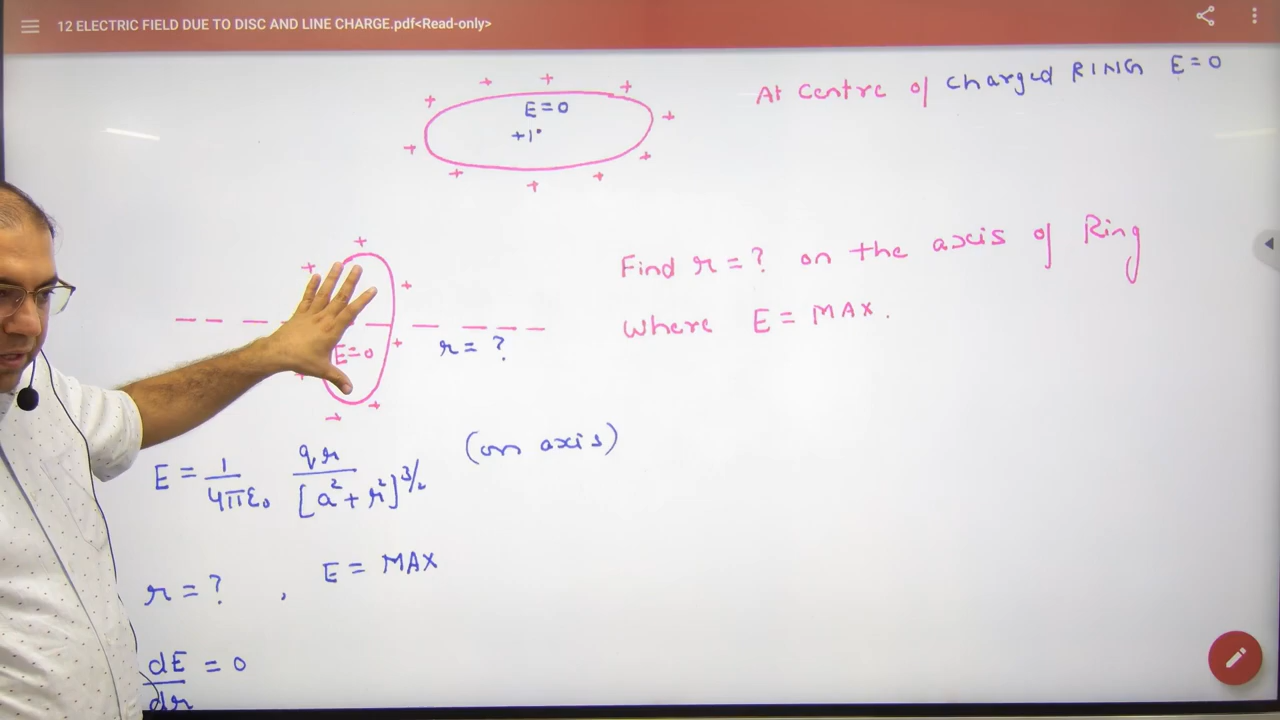 12 ELECTRIC FIELD DUE TO DISC AND LINE CHARGE.pdf<Read-only>
At Centre of charged RING E=0
E=0
+1
Find r = ? on the axis of Ring
Where E = MAX.
E=0
r = ?
E = 1/4πε₀ qr/[a²+r²]^3/2 (on axis)
r = ? , E = MAX
dE/dr = 0